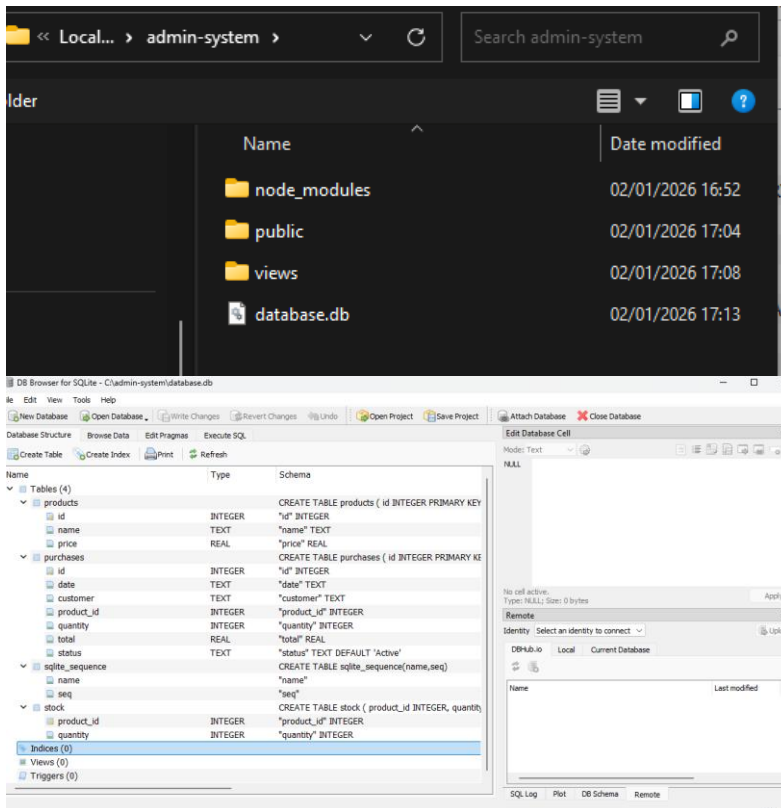 « Local... › admin-system ›
Search admin-system
older
Name Date modified
node_modules 02/01/2026 16:52
public 02/01/2026 17:04
views 02/01/2026 17:08
database.db 02/01/2026 17:13
DB Browser for SQLite - C:\admin-system\database.db
ile Edit View Tools Help
New Database Open Database Write Changes Revert Changes Undo Open Project Save Project Attach Database Close Database
Database Structure Browse Data Edit Pragmas Execute SQL
Create Table Create Index Print Refresh
Name Type Schema
Tables (4)
products CREATE TABLE products ( id INTEGER PRIMARY KEY
id INTEGER "id" INTEGER
name TEXT "name" TEXT
price REAL "price" REAL
purchases CREATE TABLE purchases ( id INTEGER PRIMARY KE
id INTEGER "id" INTEGER
date TEXT "date" TEXT
customer TEXT "customer" TEXT
product_id INTEGER "product_id" INTEGER
quantity INTEGER "quantity" INTEGER
total REAL "total" REAL
status TEXT "status" TEXT DEFAULT 'Active'
sqlite_sequence CREATE TABLE sqlite_sequence(name,seq)
name "name"
seq "seq"
stock CREATE TABLE stock ( product_id INTEGER, quantity
product_id INTEGER "product_id" INTEGER
quantity INTEGER "quantity" INTEGER
Indices (0)
Views (0)
Triggers (0)
Edit Database Cell
Mode: Text
NULL
No cell active.
Type: NULL; Size: 0 bytes
Apply
Remote
Identity Select an identity to connect Uplo
DBHub.io Local Current Database
Name Last modified
SQL Log Plot DB Schema Remote